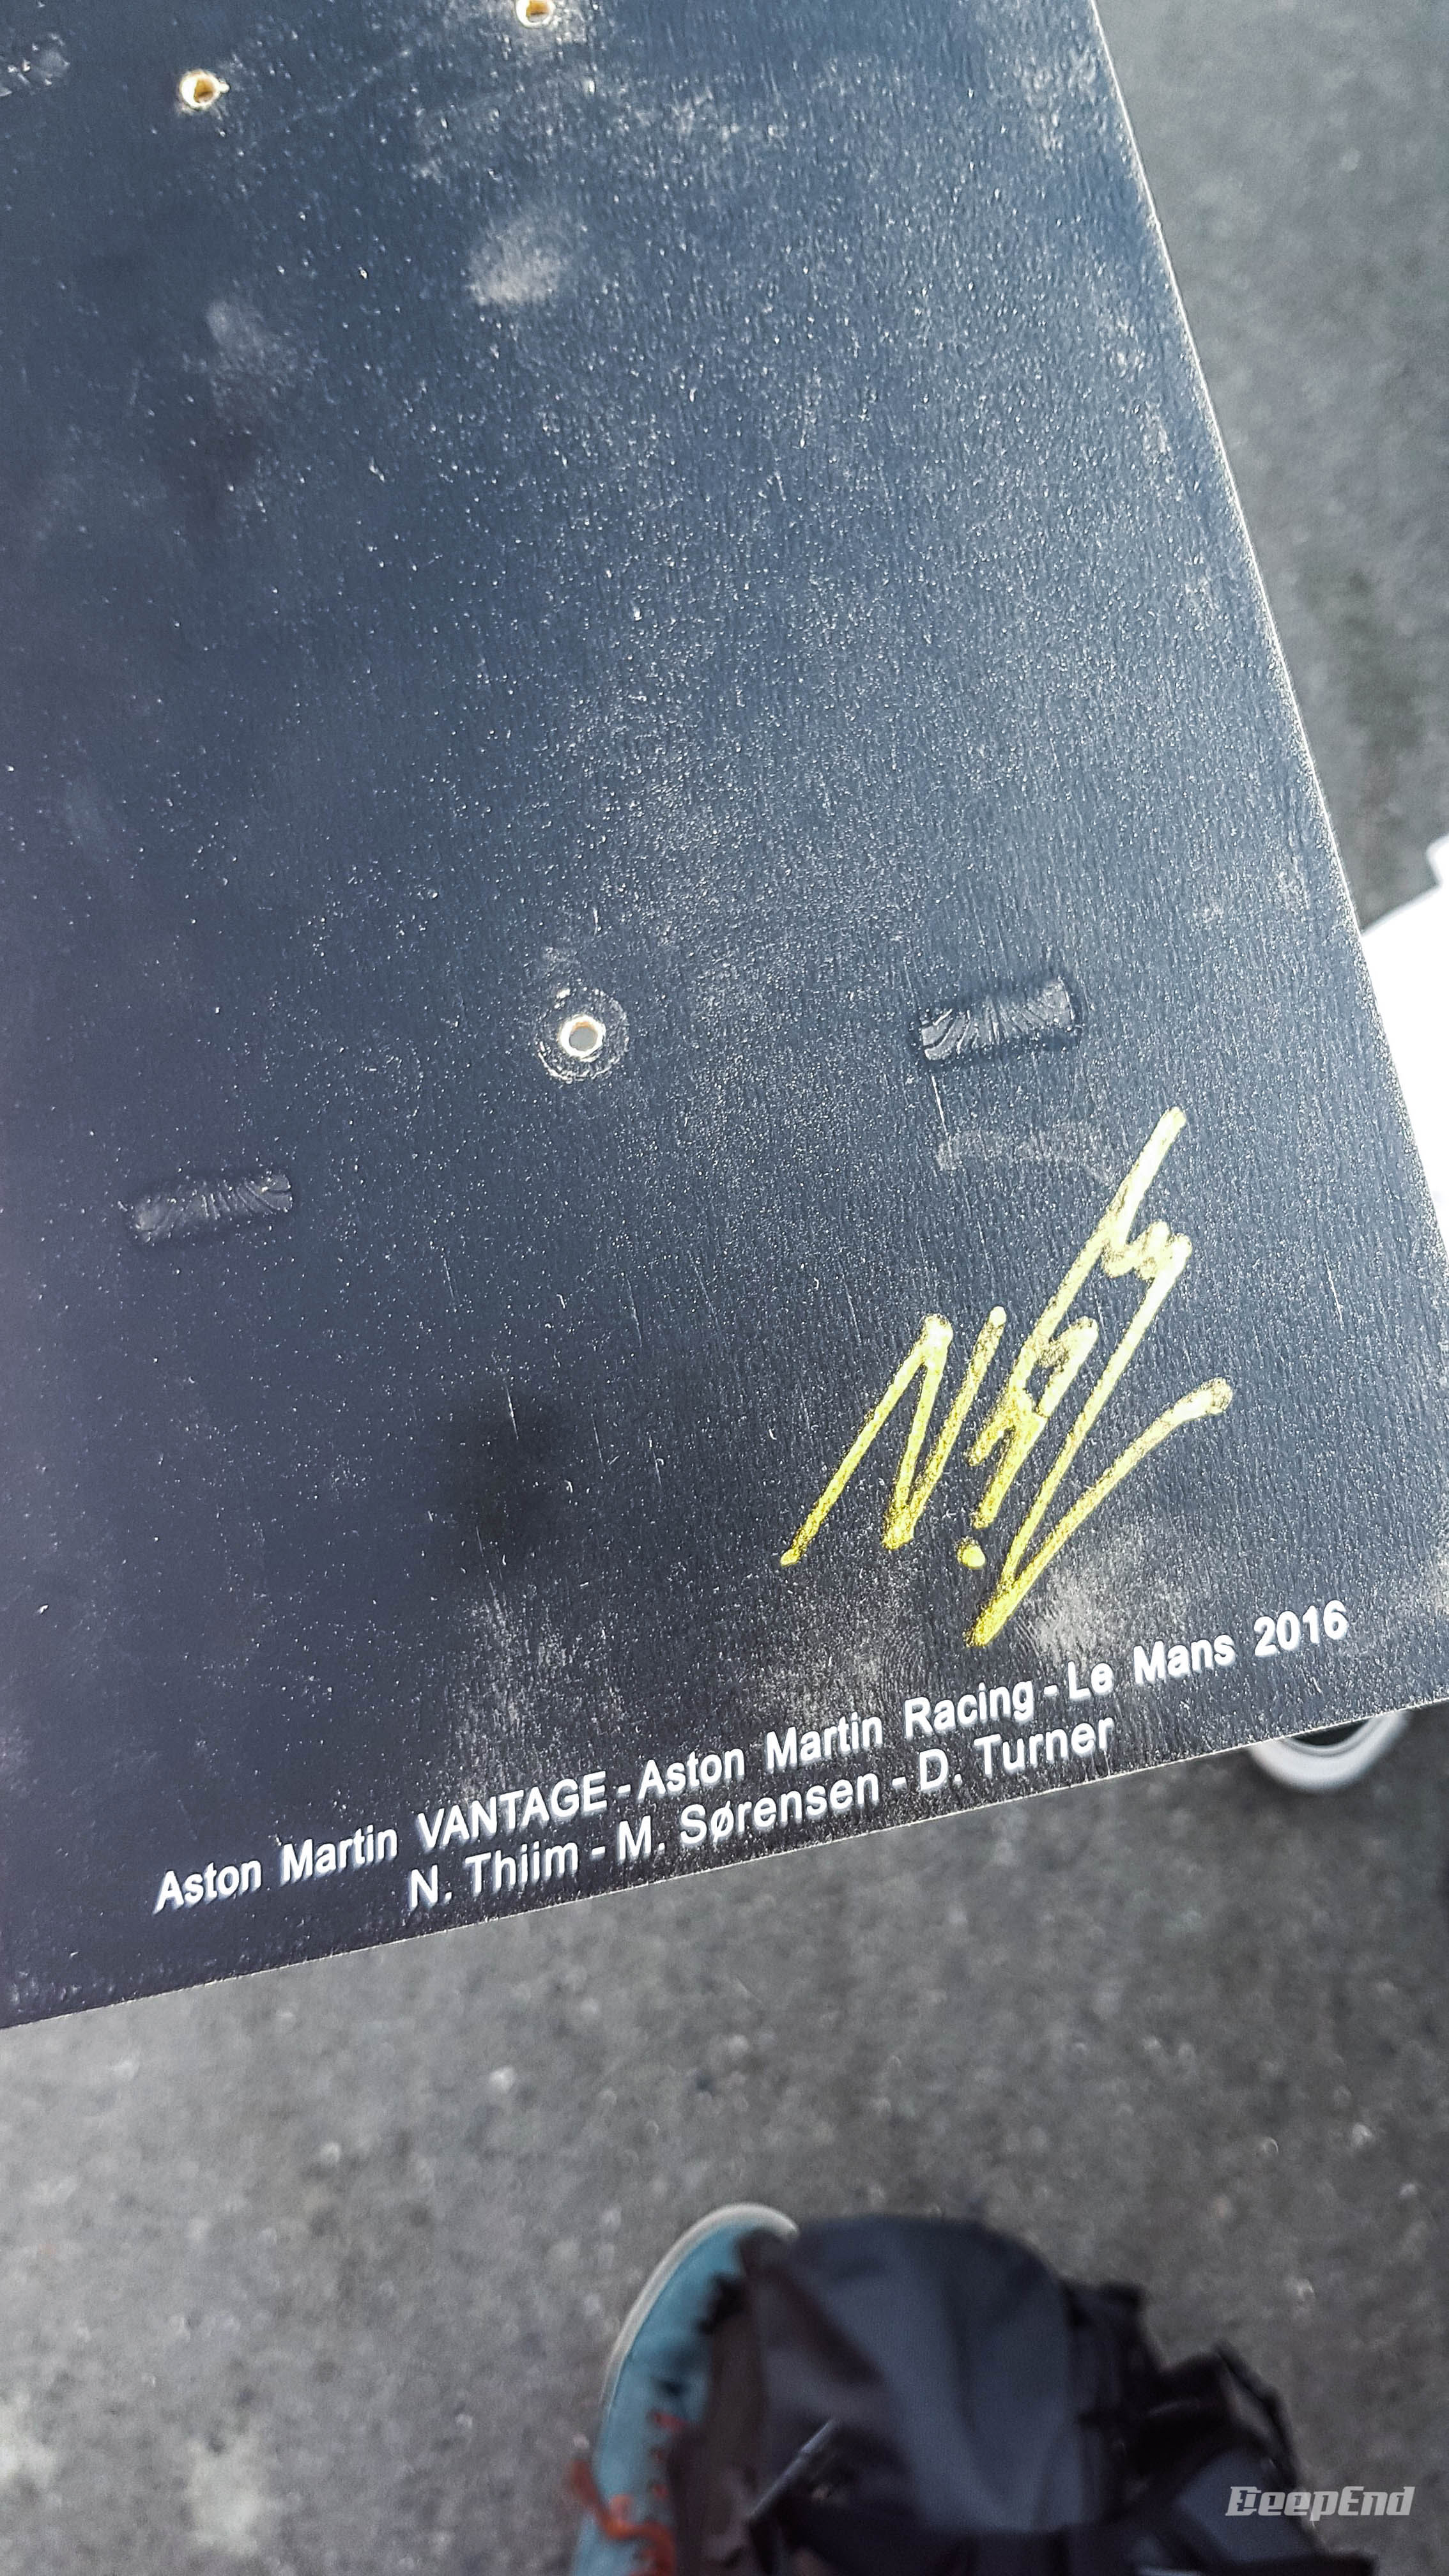 Aston Martin VANTAGE - Aston Martin Racing - Le Mans 2016
N. Thiim - M. Sørensen - D. Turner
DeepEnd